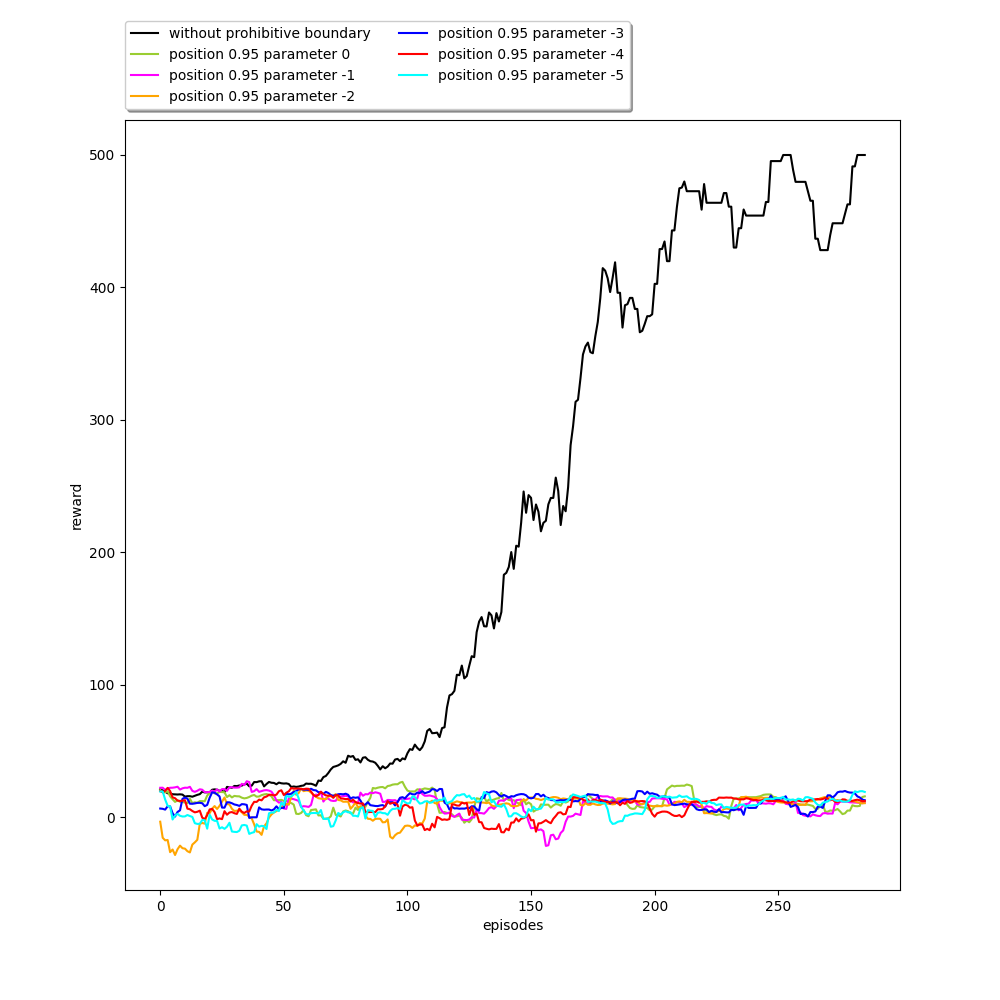 without prohibitive boundary
position 0.95 parameter 0
position 0.95 parameter -1
position 0.95 parameter -2
position 0.95 parameter -3
position 0.95 parameter -4
position 0.95 parameter -5
500
400
300
200
100
0
reward
0 50 100 150 200 250
episodes